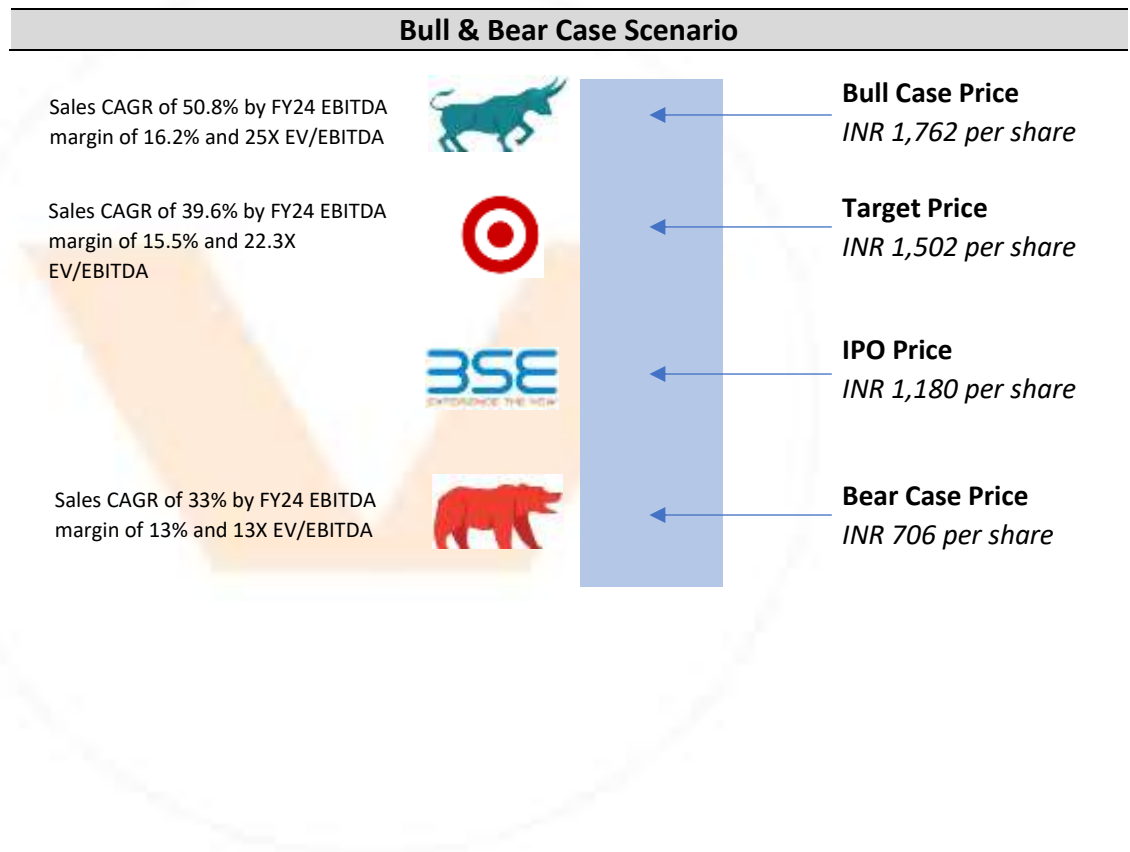 Bull & Bear Case Scenario
Sales CAGR of 50.8% by FY24 EBITDA
margin of 16.2% and 25X EV/EBITDA
Bull Case Price
INR 1,762 per share
Sales CAGR of 39.6% by FY24 EBITDA
margin of 15.5% and 22.3X
EV/EBITDA
Target Price
INR 1,502 per share
BSE
EXPERIENCE THE NEW
IPO Price
INR 1,180 per share
Sales CAGR of 33% by FY24 EBITDA
margin of 13% and 13X EV/EBITDA
Bear Case Price
INR 706 per share